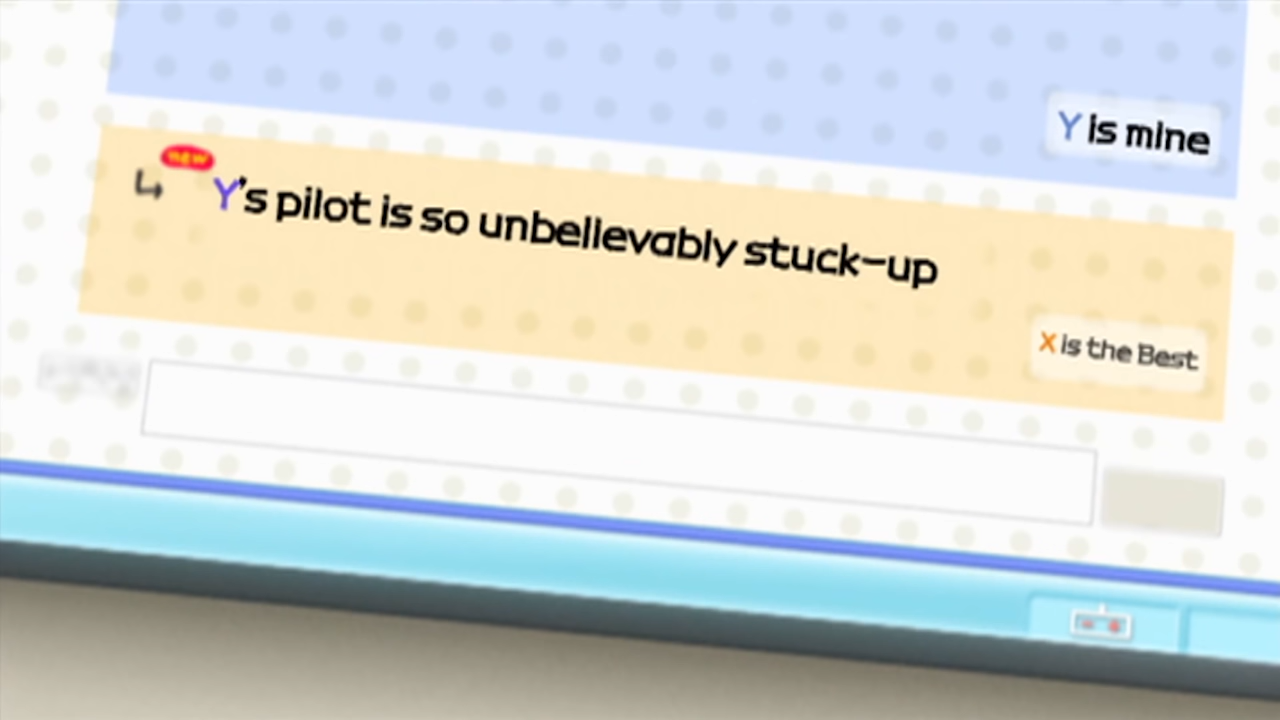 Y is mine
new
Y's pilot is so unbelievably stuck-up
X is the Best